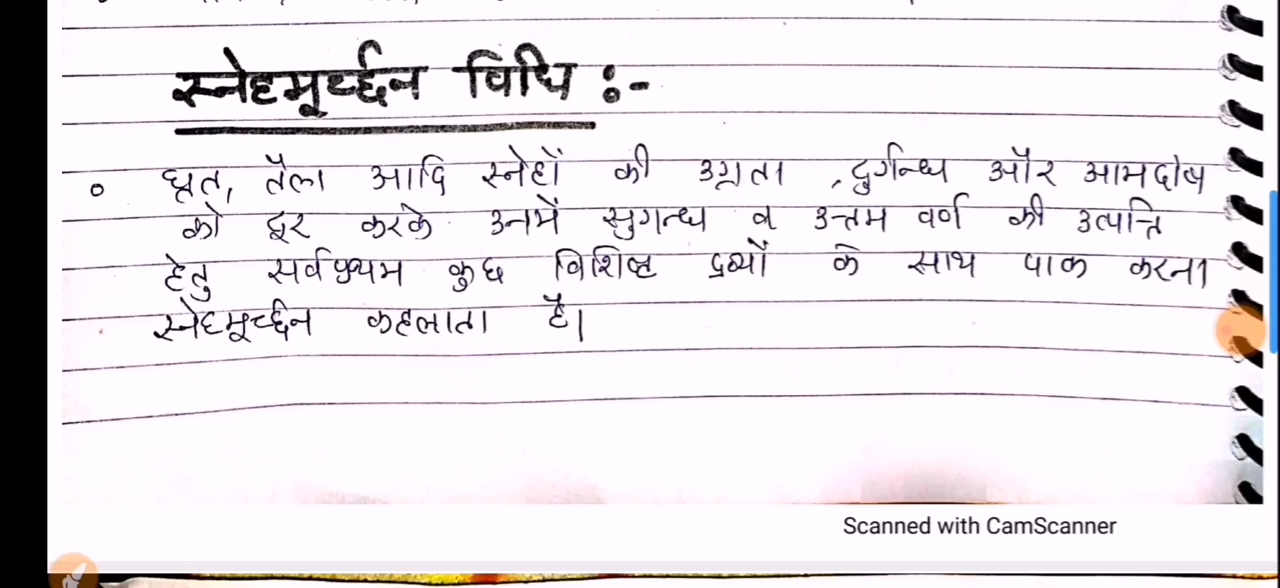 स्नेहमूर्च्छन विधि :-
घृत, तैल। आदि स्नेहों की उग्रता , दुर्गन्ध और आमदोष
को दूर करके उनमें सुगन्ध व उत्तम वर्ण की उत्पत्ति
हेतु सर्वप्रथम कुछ विशिष्ट द्रव्यों के साथ पाक करना
स्नेहमूर्च्छन कहलाता है।
Scanned with CamScanner